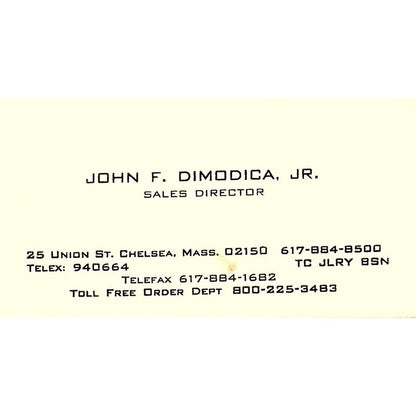 JOHN F. DIMODICA, JR.
SALES DIRECTOR
25 UNION ST. CHELSEA, MASS. 02150 617-884-8500
TELEX: 940664 TC JLRY BSN
TELEFAX 617-884-1682
TOLL FREE ORDER DEPT 800-225-3483